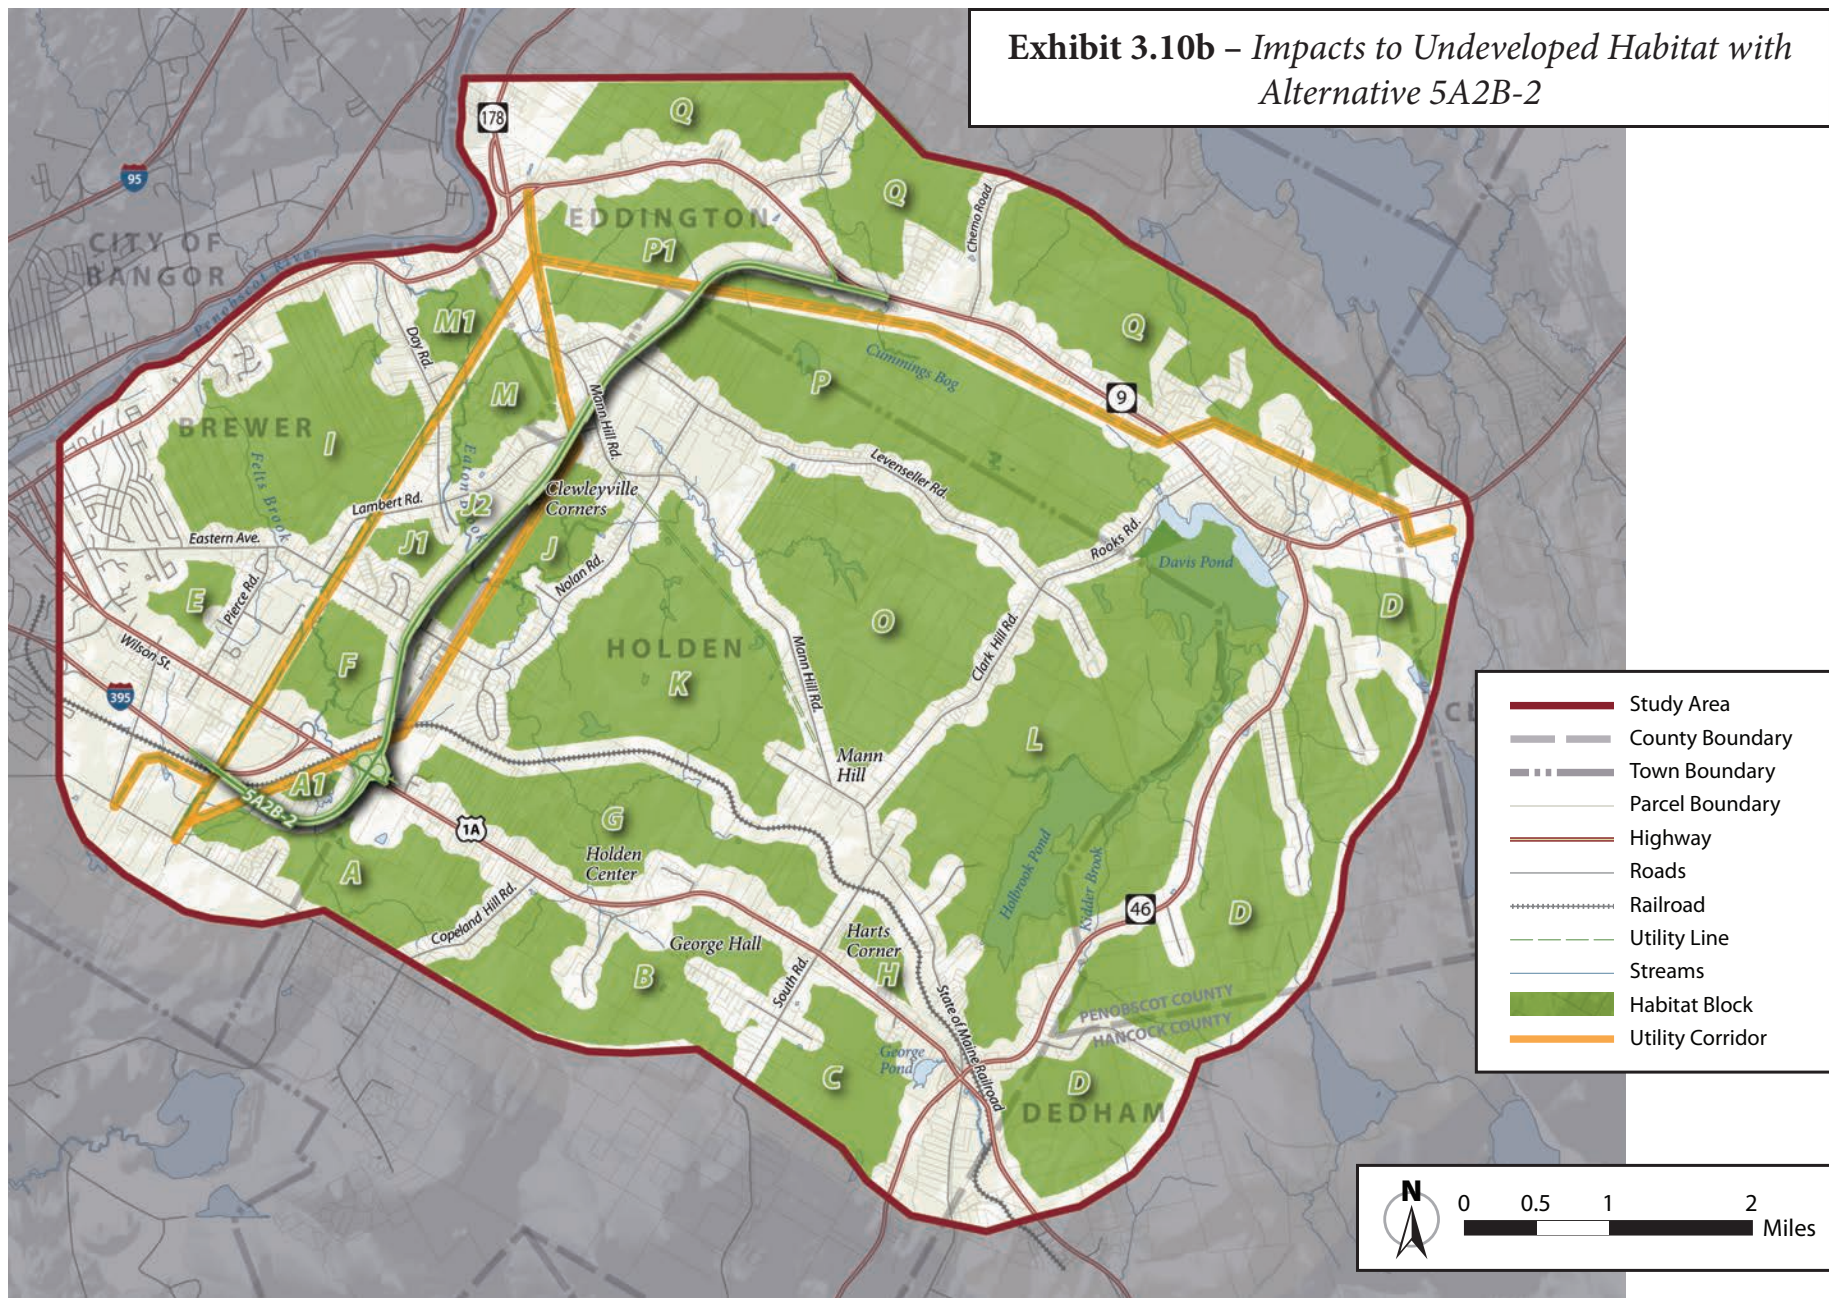 Exhibit 3.10b – Impacts to Undeveloped Habitat with
Alternative 5A2B-2
178
Q
95
EDDINGTON
Q
Chemo Road
CITY OF
BANGOR
P1
Penobscot River
M1
Day Rd.
Q
Cummings Bog
P
M
Mann Hill Rd.
9
BREWER
I
Felts Brook
Eaton Brook
Levenseller Rd.
Clewleyville
Corners
Lambert Rd.
J2
Eastern Ave.
J1
J
Nolan Rd.
Rooks Rd.
Davis Pond
E
Pierce Rd.
D
O
Wilson St.
F
HOLDEN
K
Mann Hill Rd.
Clark Hill Rd.
395
L
Mann
Hill
A1
5A2B-2
1A
G
Holden
Center
A
Holbrook Pond
Kidder Brook
46
D
Copeland Hill Rd.
George Hall
Harts
Corner
B
South Rd.
H
State of Maine Railroad
PENOBSCOT COUNTY
HANCOCK COUNTY
George
Pond
C
D
DEDHAM
CL
Study Area
County Boundary
Town Boundary
Parcel Boundary
Highway
Roads
Railroad
Utility Line
Streams
Habitat Block
Utility Corridor
N
0 0.5 1 2
Miles